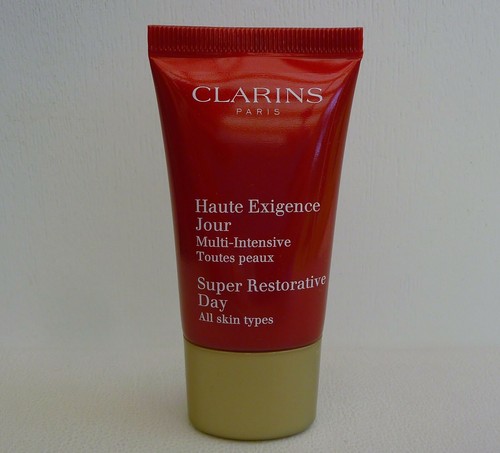 CLARINS
PARIS
Haute Exigence
Jour
Multi-Intensive
Toutes peaux
Super Restorative
Day
All skin types